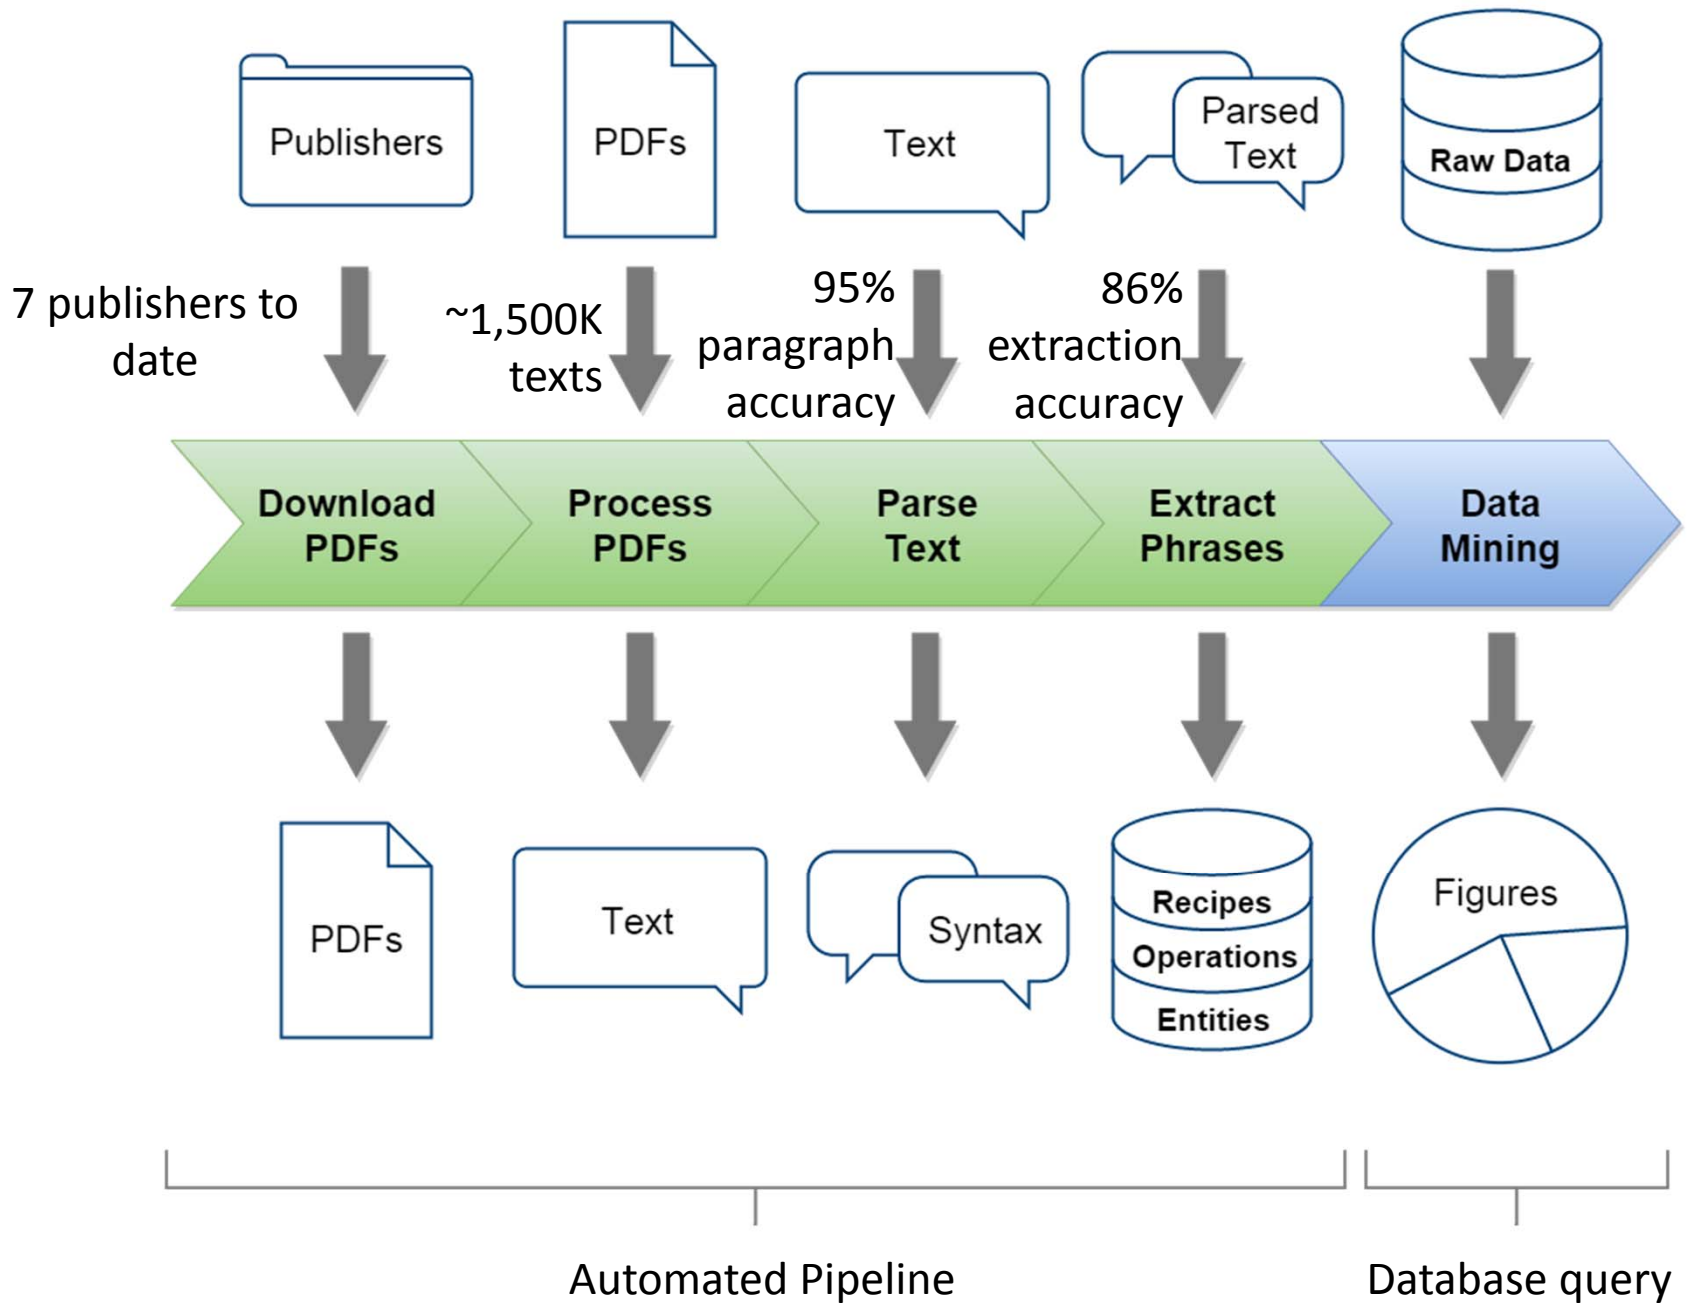 Publishers
PDFs
Text
Parsed
Text
Raw Data
7 publishers to
date
~1,500K
texts
95%
paragraph
accuracy
86%
extraction
accuracy
Download
PDFs
Process
PDFs
Parse
Text
Extract
Phrases
Data
Mining
PDFs
Text
Syntax
Recipes
Operations
Entities
Figures
Automated Pipeline
Database query